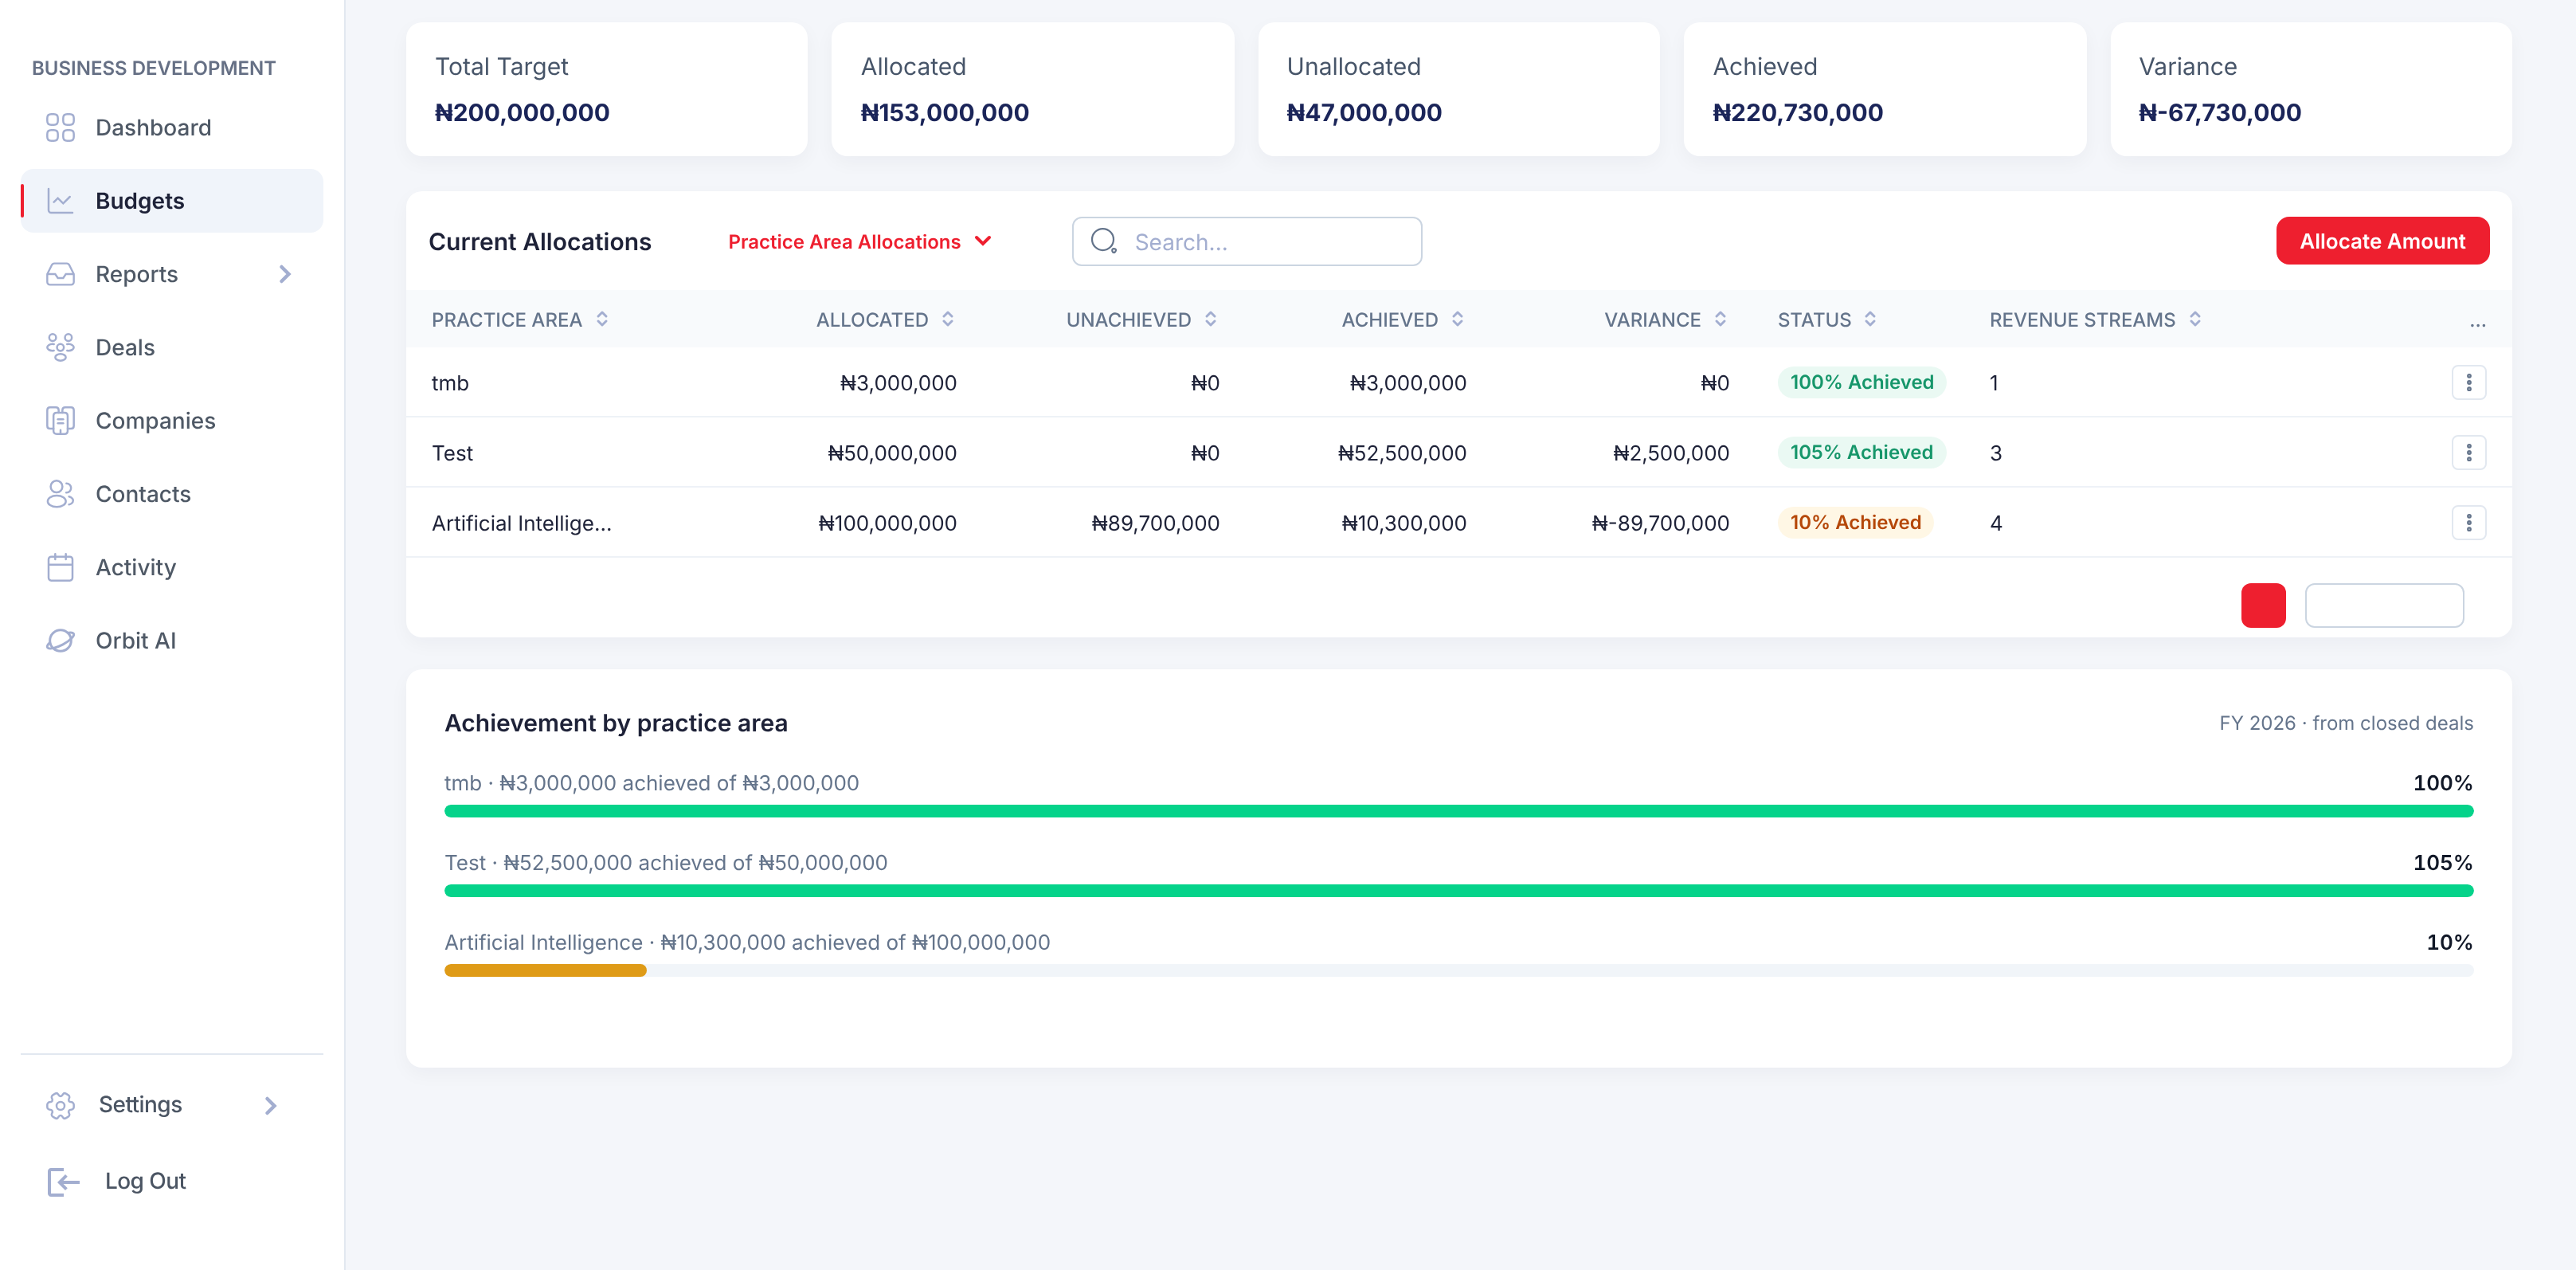 BUSINESS DEVELOPMENT
Dashboard
Budgets
Reports
Deals
Companies
Contacts
Activity
Orbit AI
Settings
Log Out
Total Target
₦200,000,000
Allocated
₦153,000,000
Unallocated
₦47,000,000
Achieved
₦220,730,000
Variance
₦-67,730,000
Current Allocations
Practice Area Allocations
Search...
Allocate Amount
PRACTICE AREA ALLOCATED UNACHIEVED ACHIEVED VARIANCE STATUS REVENUE STREAMS ...
tmb ₦3,000,000 ₦0 ₦3,000,000 ₦0 100% Achieved 1
Test ₦50,000,000 ₦0 ₦52,500,000 ₦2,500,000 105% Achieved 3
Artificial Intellige... ₦100,000,000 ₦89,700,000 ₦10,300,000 ₦-89,700,000 10% Achieved 4
Achievement by practice area
FY 2026 · from closed deals
tmb · ₦3,000,000 achieved of ₦3,000,000 100%
Test · ₦52,500,000 achieved of ₦50,000,000 105%
Artificial Intelligence · ₦10,300,000 achieved of ₦100,000,000 10%